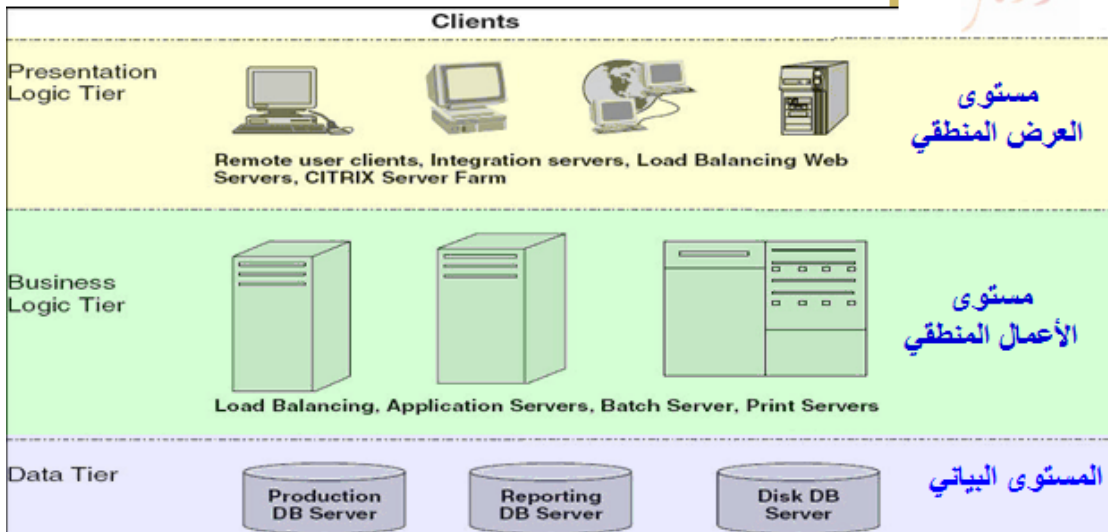 Clients
Presentation
Logic Tier
Remote user clients, Integration servers, Load Balancing Web
Servers, CITRIX Server Farm
مستوى
العرض المنطقي
Business
Logic Tier
Load Balancing, Application Servers, Batch Server, Print Servers
مستوى
الأعمال المنطقي
Data Tier
Production
DB Server
Reporting
DB Server
Disk DB
Server
المستوى البياني